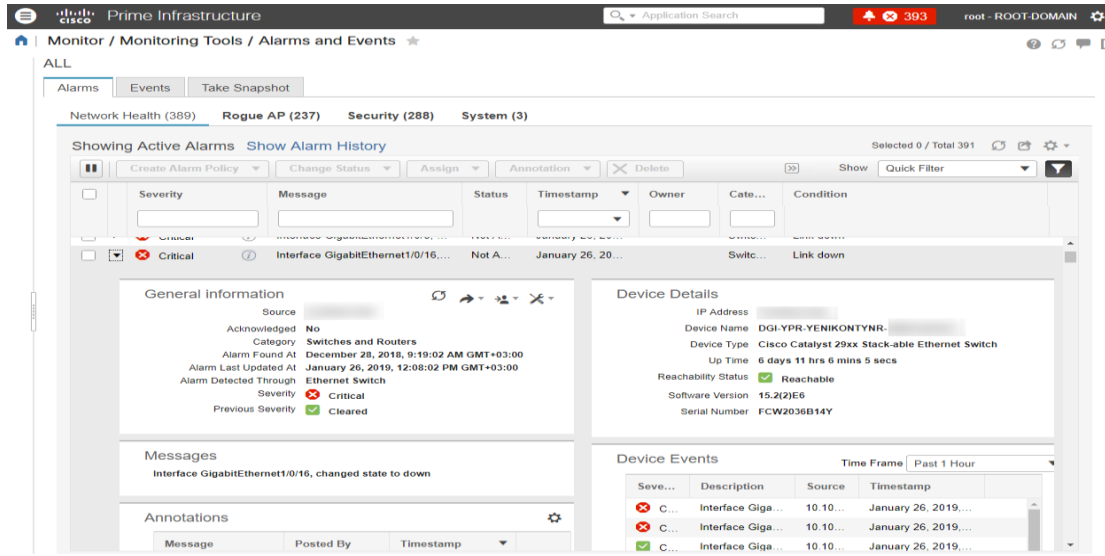 cisco Prime Infrastructure
Application Search
393
root - ROOT-DOMAIN
Monitor / Monitoring Tools / Alarms and Events
ALL
Alarms Events Take Snapshot
Network Health (389) Rogue AP (237) Security (288) System (3)
Showing Active Alarms Show Alarm History
Selected 0 / Total 391
Create Alarm Policy Change Status Assign Annotation Delete
Show Quick Filter
Severity Message Status Timestamp Owner Cate... Condition
Critical Link down
Critical Interface GigabitEthernet1/0/16,... Not A... January 26, 20... Switc... Link down
General information
Source
Acknowledged No
Category Switches and Routers
Alarm Found At December 28, 2018, 9:19:02 AM GMT+03:00
Alarm Last Updated At January 26, 2019, 12:08:02 PM GMT+03:00
Alarm Detected Through Ethernet Switch
Severity Critical
Previous Severity Cleared
Device Details
IP Address
Device Name DGI-YPR-YENIKONTYNR-
Device Type Cisco Catalyst 29xx Stack-able Ethernet Switch
Up Time 6 days 11 hrs 6 mins 5 secs
Reachability Status Reachable
Software Version 15.2(2)E6
Serial Number FCW2036B14Y
Messages
Interface GigabitEthernet1/0/16, changed state to down
Annotations
Message Posted By Timestamp
Device Events
Time Frame Past 1 Hour
Seve... Description Source Timestamp
C... Interface Giga... 10.10... January 26, 2019,...
C... Interface Giga... 10.10... January 26, 2019,...
C... Interface Giga... 10.10... January 26, 2019,...